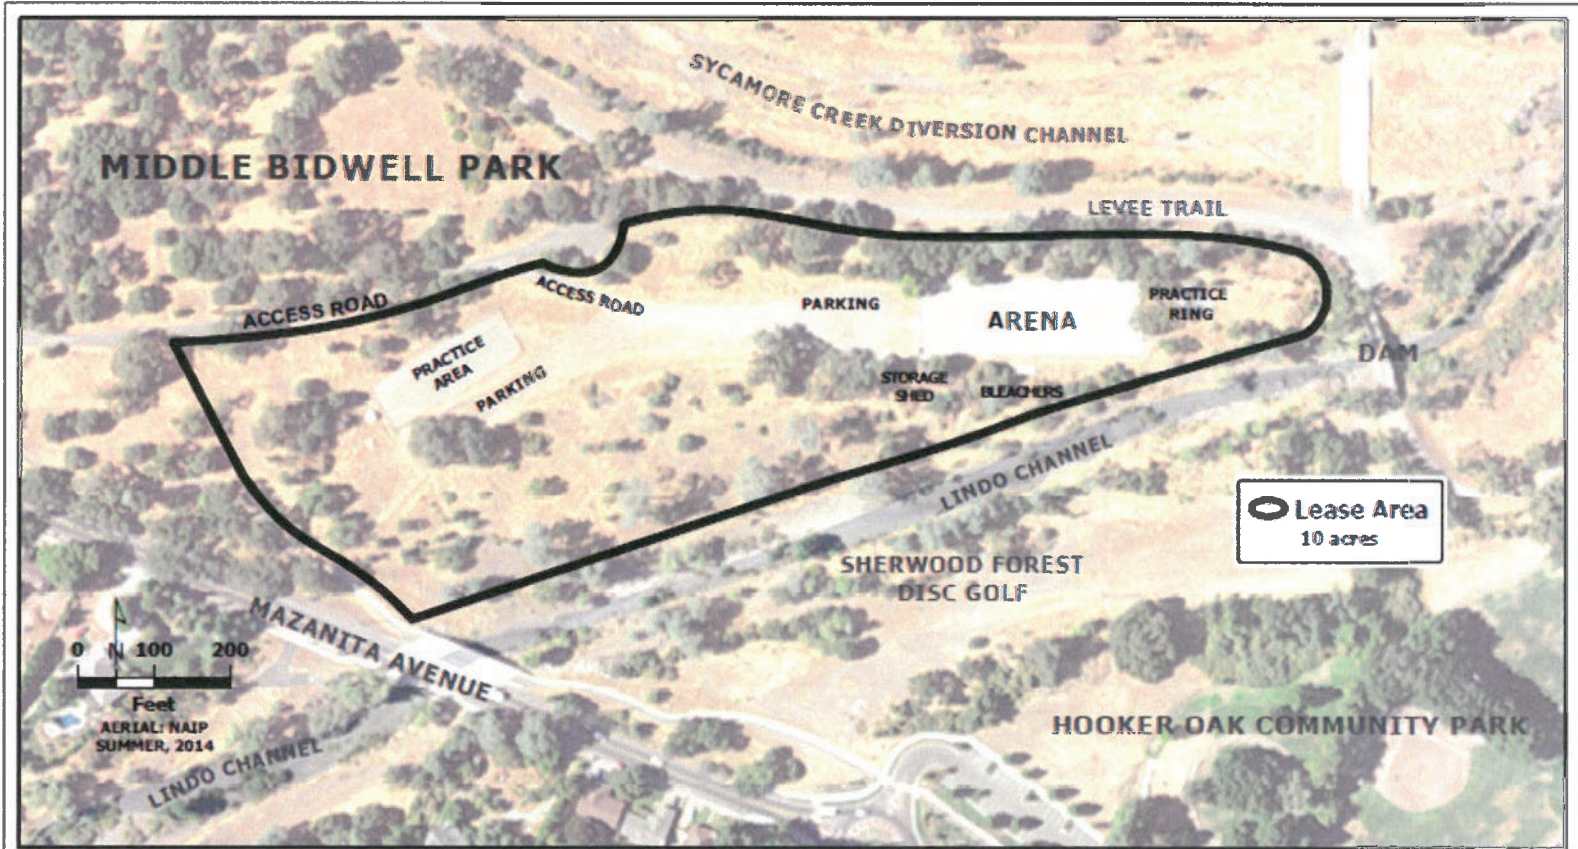 SYCAMORE CREEK DIVERSION CHANNEL
MIDDLE BIDWELL PARK
LEVEE TRAIL
ACCESS ROAD
ACCESS ROAD
PARKING
ARENA
PRACTICE
RING
PRACTICE
AREA
PARKING
STORAGE
SHED
BLEACHERS
DAM
LINDO CHANNEL
Lease Area
10 acres
SHERWOOD FOREST
DISC GOLF
MAZANITA AVENUE
0 N 100 200
Feet
AERIAL: NAIP
SUMMER, 2014
LINDO CHANNEL
HOOKER OAK COMMUNITY PARK